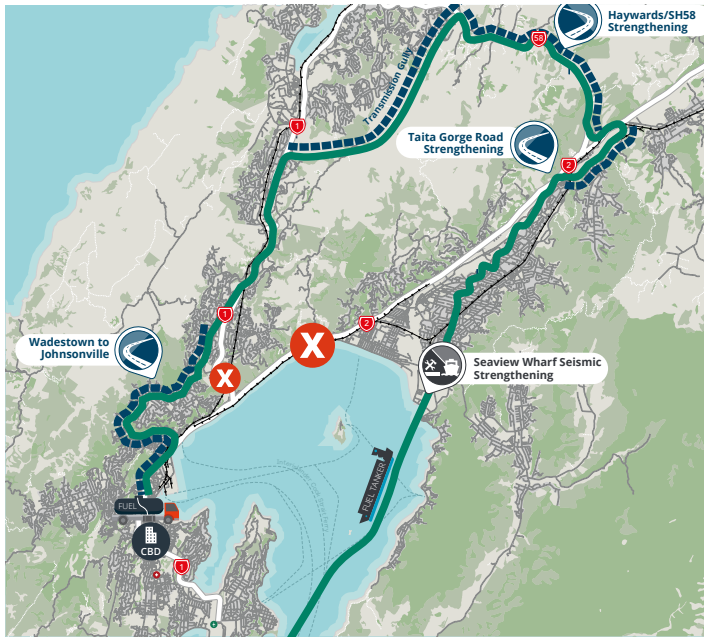 Haywards/SH58
Strengthening
58
Transmission Gully
1
Taita Gorge Road
Strengthening
2
1
2
Wadestown to
Johnsonville
X
X
Seaview Wharf Seismic
Strengthening
FUEL TANKER
FUEL
CBD
1